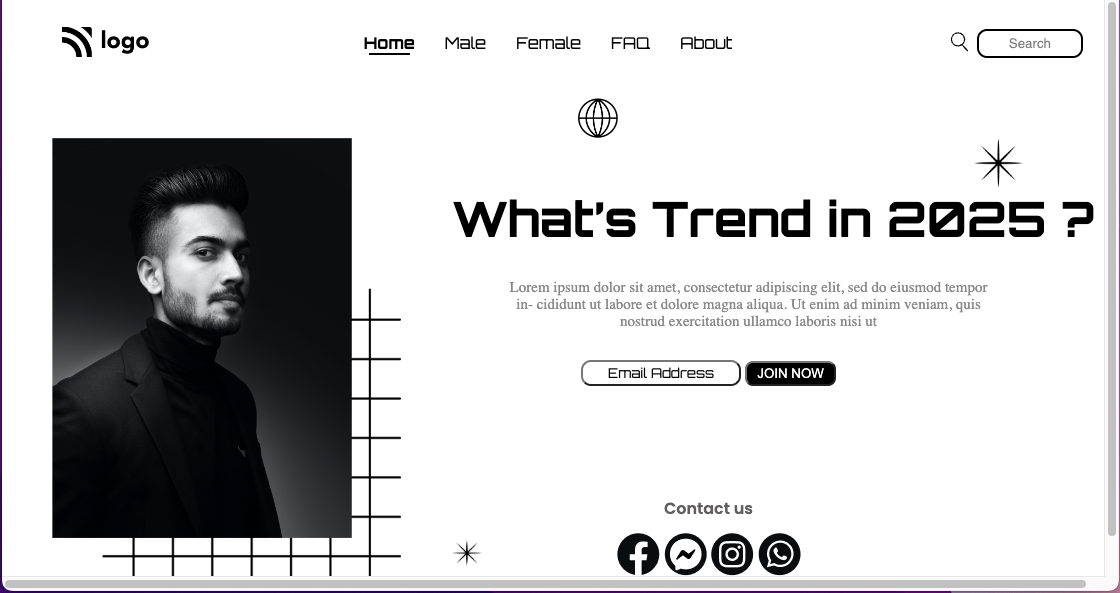 logo
Home Male Female FAQ About
Search
What's Trend in 2025 ?
Lorem ipsum dolor sit amet, consectetur adipiscing elit, sed do eiusmod tempor
in- cididunt ut labore et dolore magna aliqua. Ut enim ad minim veniam, quis
nostrud exercitation ullamco laboris nisi ut
Email Address JOIN NOW
Contact us